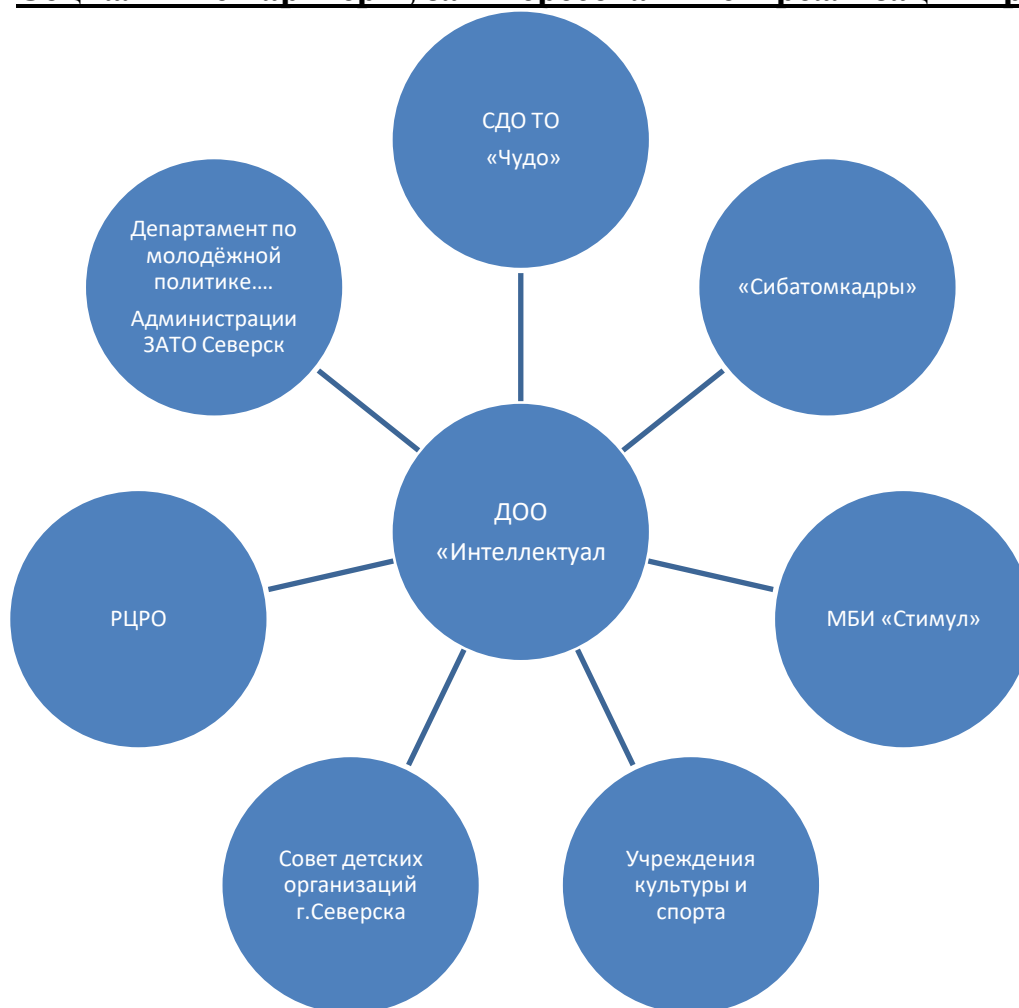 СДО ТО
«Чудо»
Департамент по
молодёжной
политике....
Администрации
ЗАТО Северск
«Сибатомкадры»
ДОО
«Интеллектуал
РЦРО
МБИ «Стимул»
Совет детских
организаций
г.Северска
Учреждения
культуры и
спорта